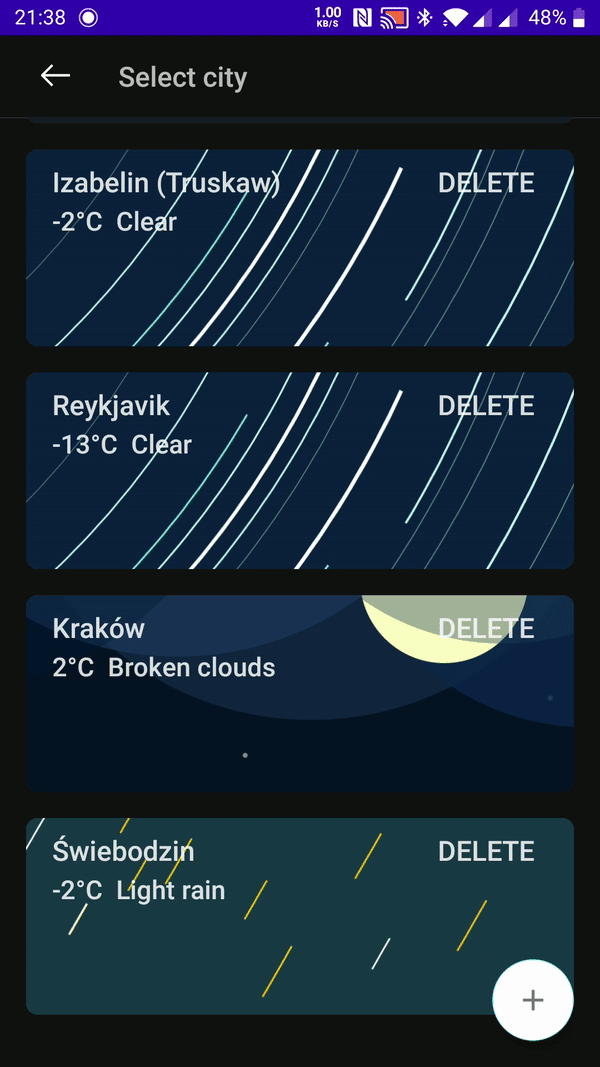 21:38 1.00 KB/S 48%
Select city
Izabelin (Truskaw) DELETE
-2°C Clear
Reykjavik DELETE
-13°C Clear
Kraków DELETE
2°C Broken clouds
Świebodzin DELETE
-2°C Light rain
+